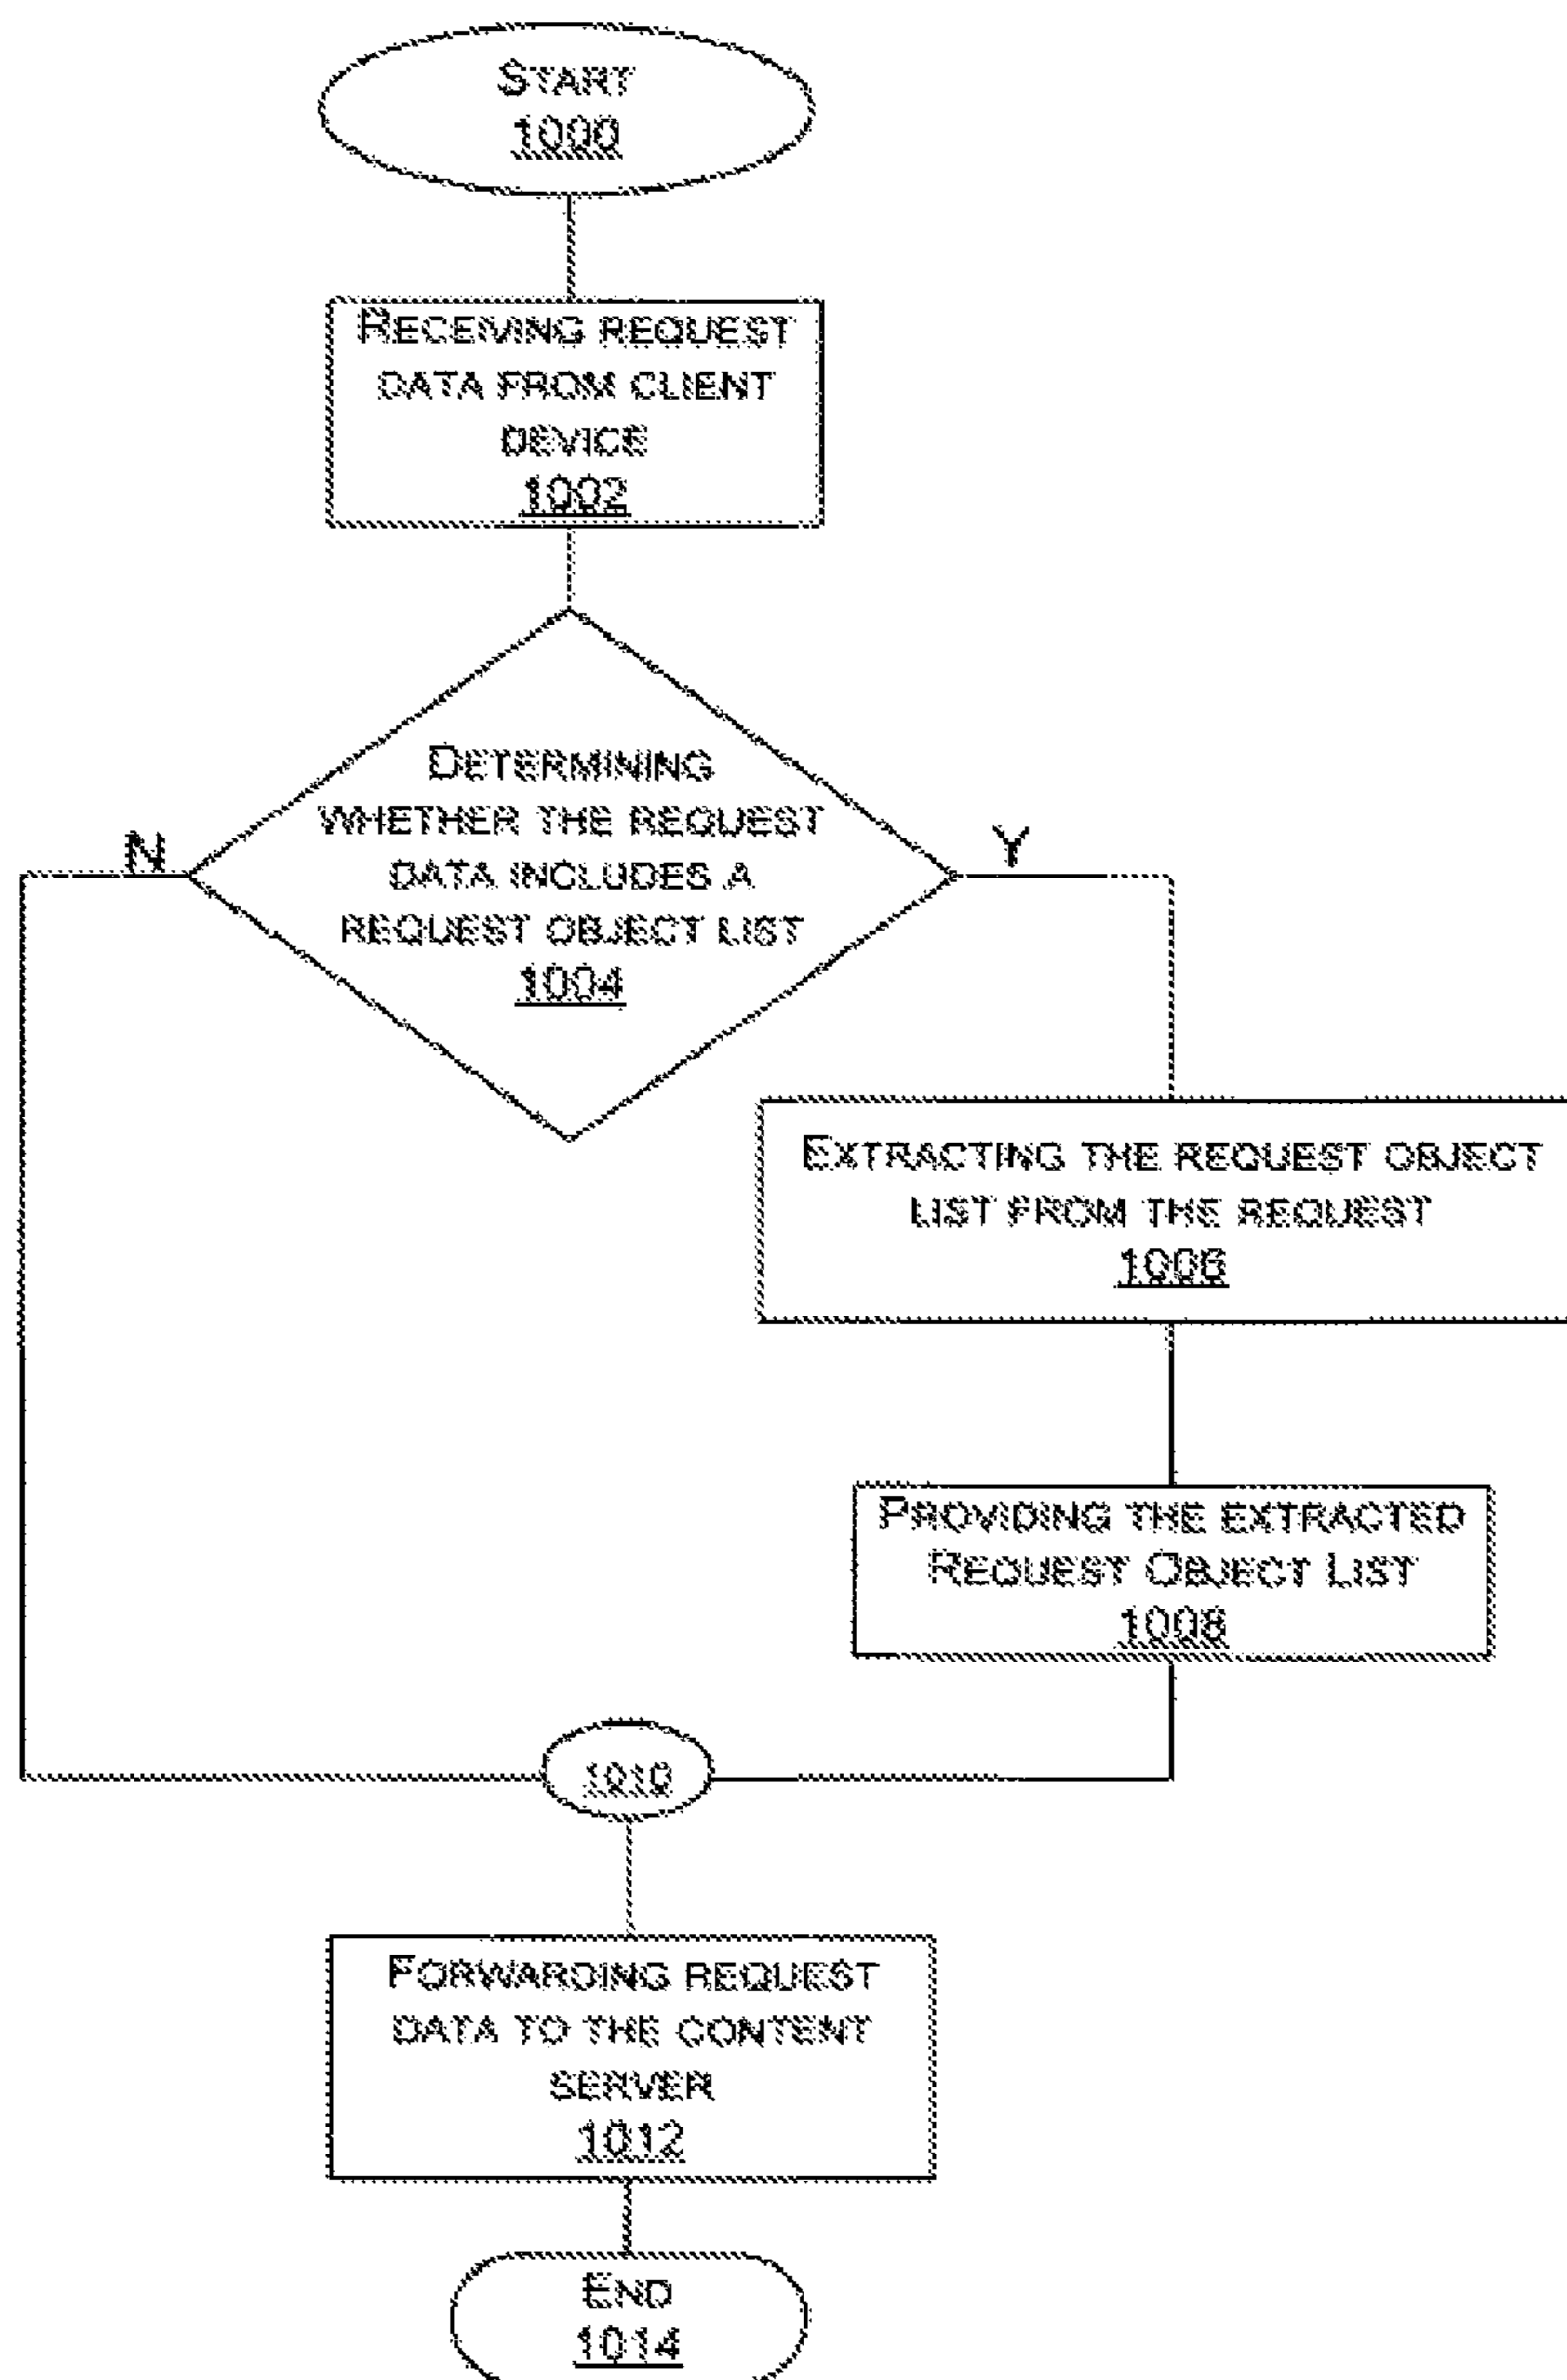 START
1000
RECEIVING REQUEST
DATA FROM CLIENT
DEVICE
1002
DETERMINING
WHETHER THE REQUEST
DATA INCLUDES A
REQUEST OBJECT LIST
1004
N
Y
EXTRACTING THE REQUEST OBJECT
LIST FROM THE REQUEST
1006
PROVIDING THE EXTRACTED
REQUEST OBJECT LIST
1008
1010
FORWARDING REQUEST
DATA TO THE CONTENT
SERVER
1012
END
1014